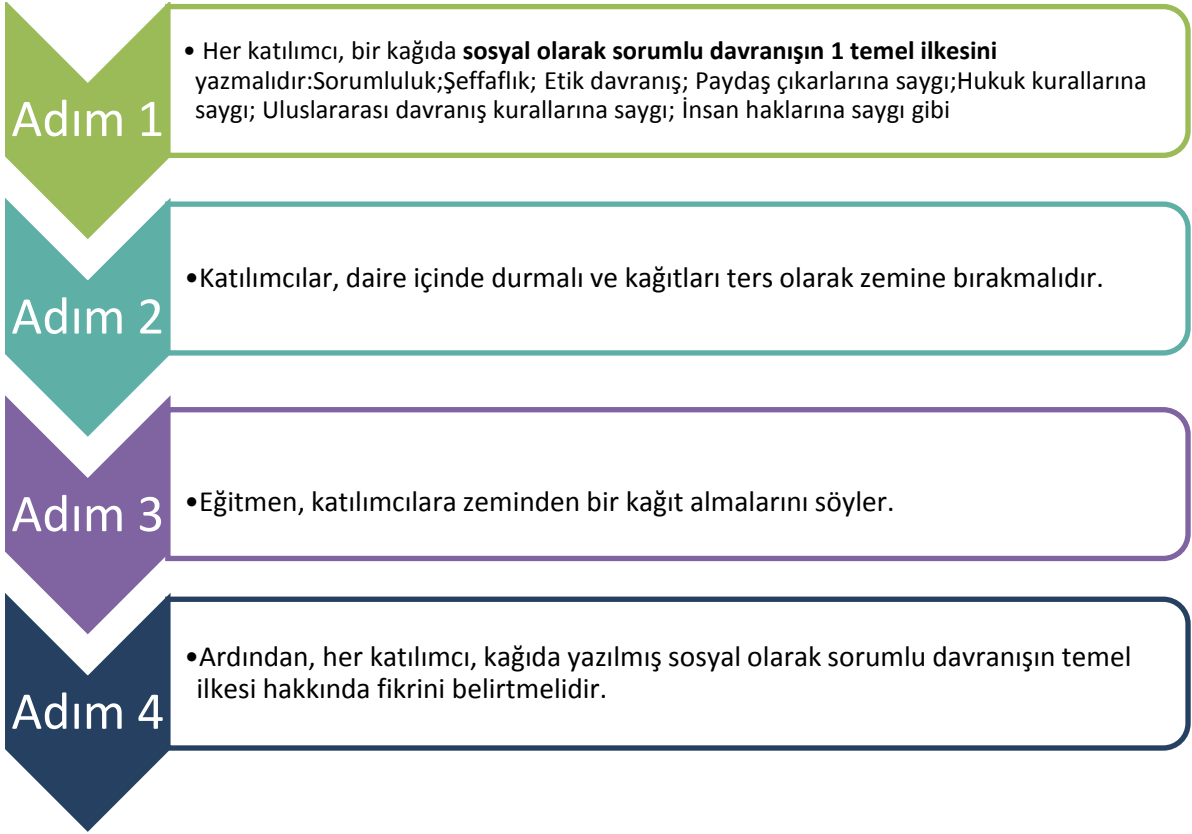 Adım 1
• Her katılımcı, bir kağıda sosyal olarak sorumlu davranışın 1 temel ilkesini
yazmalıdır:Sorumluluk;Şeffaflık; Etik davranış; Paydaş çıkarlarına saygı;Hukuk kurallarına
saygı; Uluslararası davranış kurallarına saygı; İnsan haklarına saygı gibi
Adım 2
•Katılımcılar, daire içinde durmalı ve kağıtları ters olarak zemine bırakmalıdır.
Adım 3
•Eğitmen, katılımcılara zeminden bir kağıt almalarını söyler.
Adım 4
•Ardından, her katılımcı, kağıda yazılmış sosyal olarak sorumlu davranışın temel
ilkesi hakkında fikrini belirtmelidir.